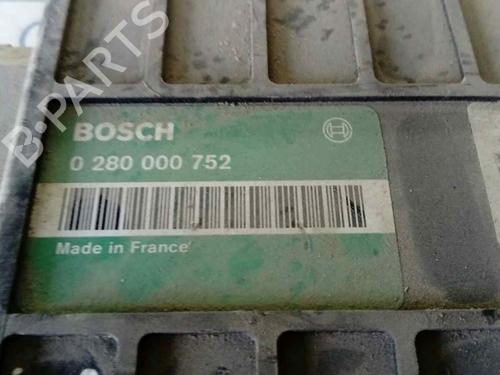 B-PARTS
BOSCH
0 280 000 752
Made in France